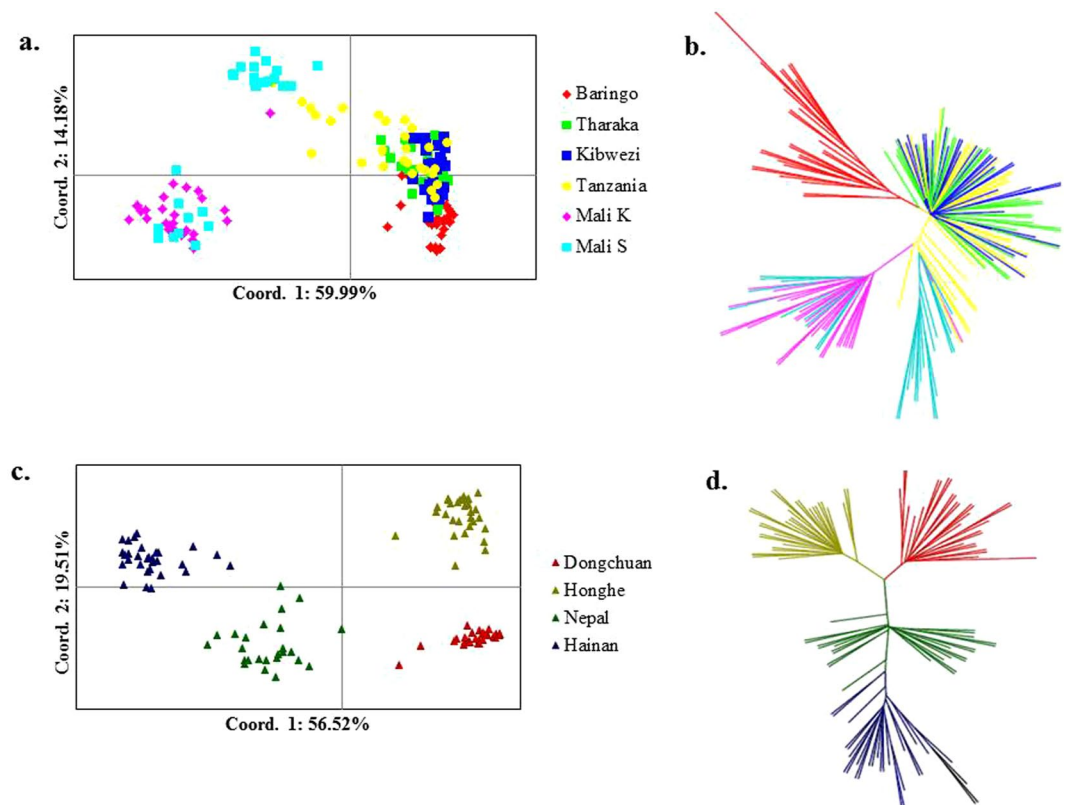 a.
Coord. 2: 14.18%
Coord. 1: 59.99%
Baringo
Tharaka
Kibwezi
Tanzania
Mali K
Mali S
b.
c.
Coord. 2: 19.51%
Coord. 1: 56.52%
Dongchuan
Honghe
Nepal
Hainan
d.